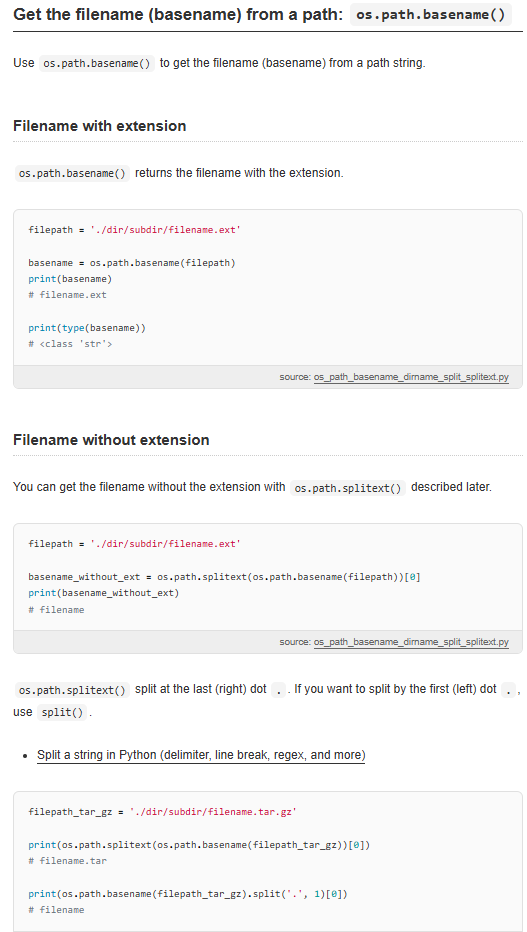 Get the filename (basename) from a path: os.path.basename()
Use os.path.basename() to get the filename (basename) from a path string.
Filename with extension
os.path.basename() returns the filename with the extension.
filepath = './dir/subdir/filename.ext'
basename = os.path.basename(filepath)
print(basename)
# filename.ext
print(type(basename))
# <class 'str'>
source: os_path_basename_dirname_split_splitext.py
Filename without extension
You can get the filename without the extension with os.path.splitext() described later.
filepath = './dir/subdir/filename.ext'
basename_without_ext = os.path.splitext(os.path.basename(filepath))[0]
print(basename_without_ext)
# filename
source: os_path_basename_dirname_split_splitext.py
os.path.splitext() split at the last (right) dot . . If you want to split by the first (left) dot . ,
use split() .
• Split a string in Python (delimiter, line break, regex, and more)
filepath_tar_gz = './dir/subdir/filename.tar.gz'
print(os.path.splitext(os.path.basename(filepath_tar_gz))[0])
# filename.tar
print(os.path.basename(filepath_tar_gz).split('.', 1)[0])
# filename